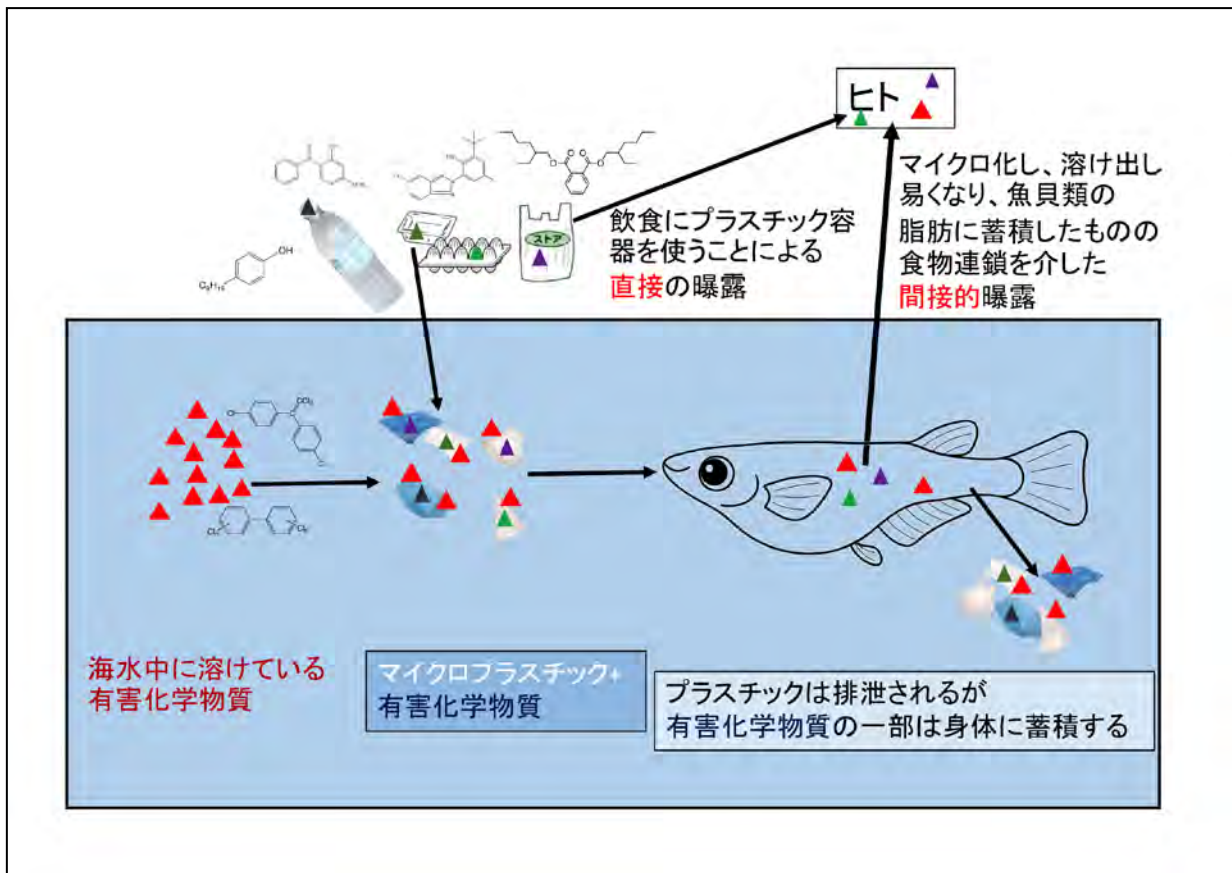 ヒト
マイクロ化し、溶け出し
易くなり、魚貝類の
脂肪に蓄積したものの
食物連鎖を介した
間接的曝露
飲食にプラスチック容
器を使うことによる
直接の曝露
ストア
OH
C₉H₁₉
海水中に溶けている
有害化学物質
マイクロプラスチック+
有害化学物質
プラスチックは排泄されるが
有害化学物質の一部は身体に蓄積する